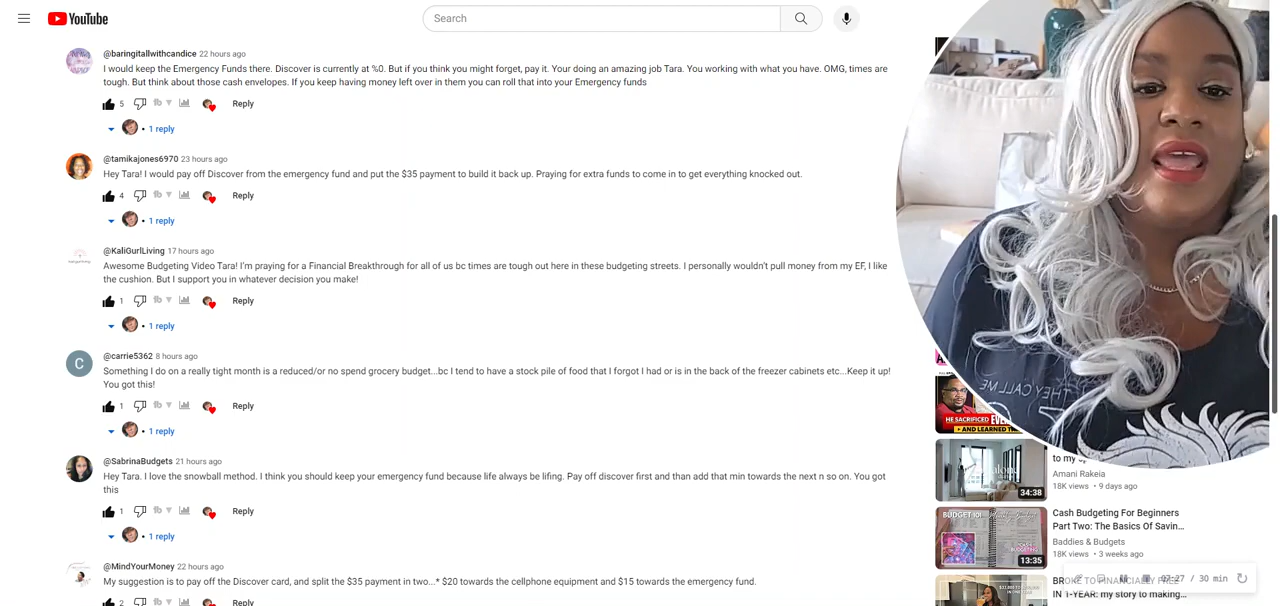 YouTube
Search
@baringitallwithcandice 22 hours ago
I would keep the Emergency Funds there. Discover is currently at %0. But if you think you might forget, pay it. Your doing an amazing job Tara. You working with what you have. OMG, times are
tough. But think about those cash envelopes. If you keep having money left over in them you can roll that into your Emergency funds
5 Reply
1 reply
@tamikajones6970 23 hours ago
Hey Tara! I would pay off Discover from the emergency fund and put the $35 payment to build it back up. Praying for extra funds to come in to get everything knocked out.
4 Reply
1 reply
@KaliGurlLiving 17 hours ago
Awesome Budgeting Video Tara! I'm praying for a Financial Breakthrough for all of us bc times are tough out here in these budgeting streets. I personally wouldn't pull money from my EF, I like
the cushion. But I support you in whatever decision you make!
1 Reply
1 reply
C
@carrie5362 8 hours ago
Something I do on a really tight month is a reduced/or no spend grocery budget...bc I tend to have a stock pile of food that I forgot I had or is in the back of the freezer cabinets etc...Keep it up!
You got this!
1 Reply
1 reply
@SabrinaBudgets 21 hours ago
Hey Tara. I love the snowball method. I think you should keep your emergency fund because life always be lifing. Pay off discover first and than add that min towards the next n so on. You got
this
1 Reply
1 reply
@MindYourMoney 22 hours ago
My suggestion is to pay off the Discover card, and split the $35 payment in two...* $20 towards the cellphone equipment and $15 towards the emergency fund.
2 Reply
THEY CALL ME
HE SACRIFICED
+ AND LEARNED
to my
Amani Rakeia
18K views • 9 days ago
alone
34:38
BUDGET 101
CASH
BUDGETING
13:35
Cash Budgeting For Beginners
Part Two: The Basics Of Savin...
Baddies & Budgets
18K views • 3 weeks ago
BROKE TO FINANCIALLY FREE
IN 1-YEAR: my story to making...
07:27 / 30 min